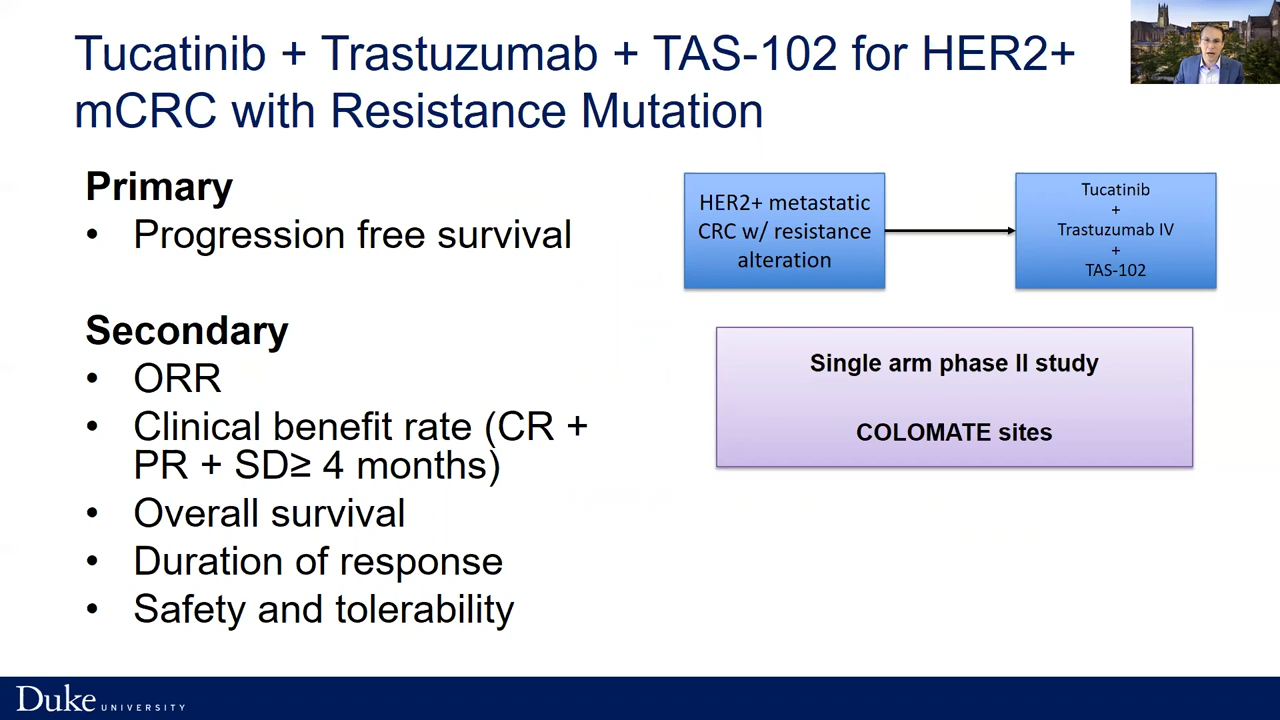 Tucatinib + Trastuzumab + TAS-102 for HER2+
mCRC with Resistance Mutation
Primary
• Progression free survival
Secondary
• ORR
• Clinical benefit rate (CR +
PR + SD≥ 4 months)
• Overall survival
• Duration of response
• Safety and tolerability
HER2+ metastatic
CRC w/ resistance
alteration
Tucatinib
+
Trastuzumab IV
+
TAS-102
Single arm phase II study
COLOMATE sites
Duke UNIVERSITY